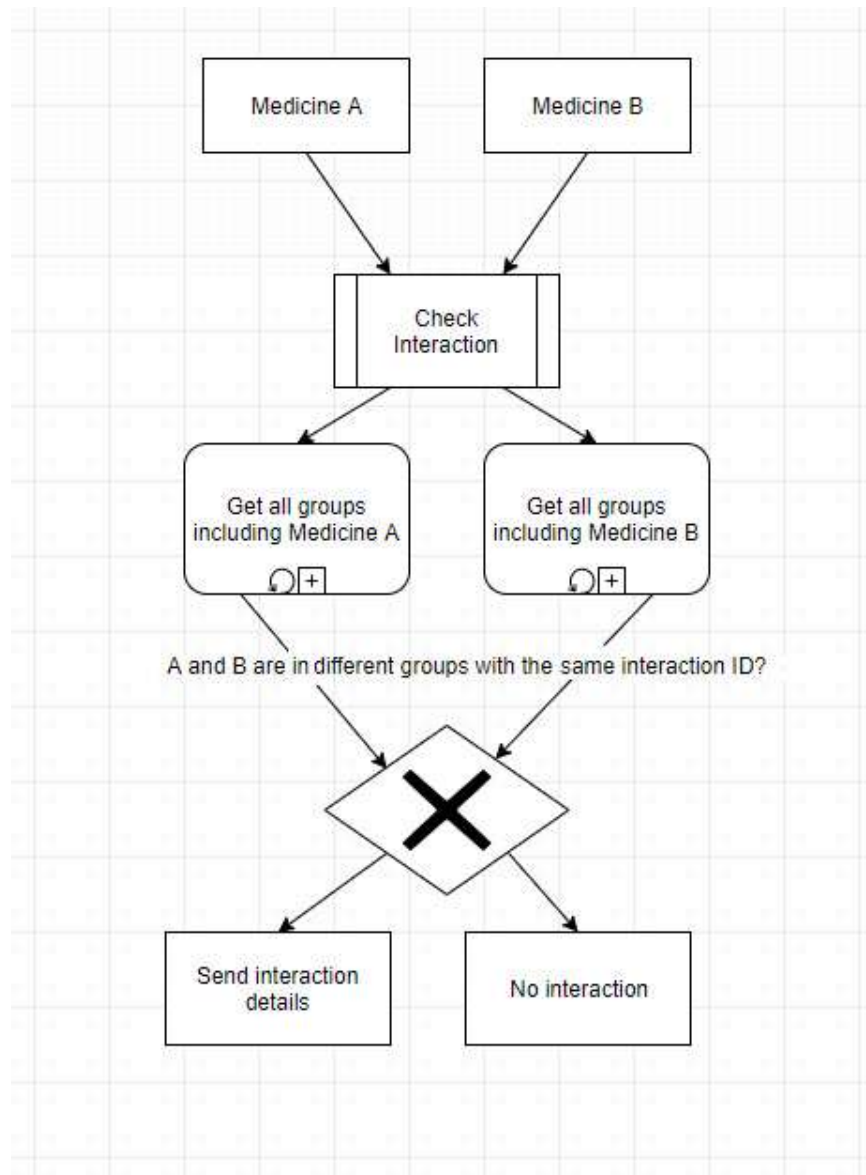 Medicine A
Medicine B
Check
Interaction
Get all groups
including Medicine A
Get all groups
including Medicine B
A and B are in different groups with the same interaction ID?
Send interaction
details
No interaction